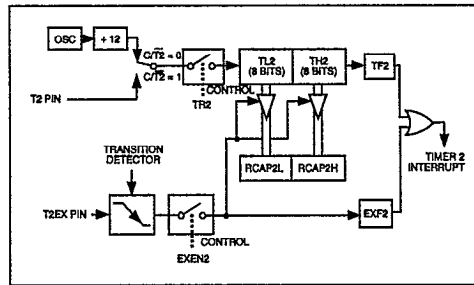 OSC
÷ 12
C/T2 = 0
C/T2 = 1
T2 PIN
TR2
CONTROL
TL2
(8 BITS)
TH2
(8 BITS)
TF2
RCAP2L
RCAP2H
TIMER 2
INTERRUPT
TRANSITION
DETECTOR
T2EX PIN
CONTROL
EXEN2
EXF2